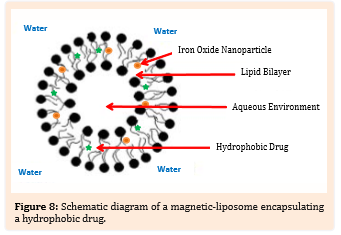 Water
Water
Iron Oxide Nanoparticle
Lipid Bilayer
Aqueous Environment
Hydrophobic Drug
Water
Water
Figure 8: Schematic diagram of a magnetic-liposome encapsulating
a hydrophobic drug.